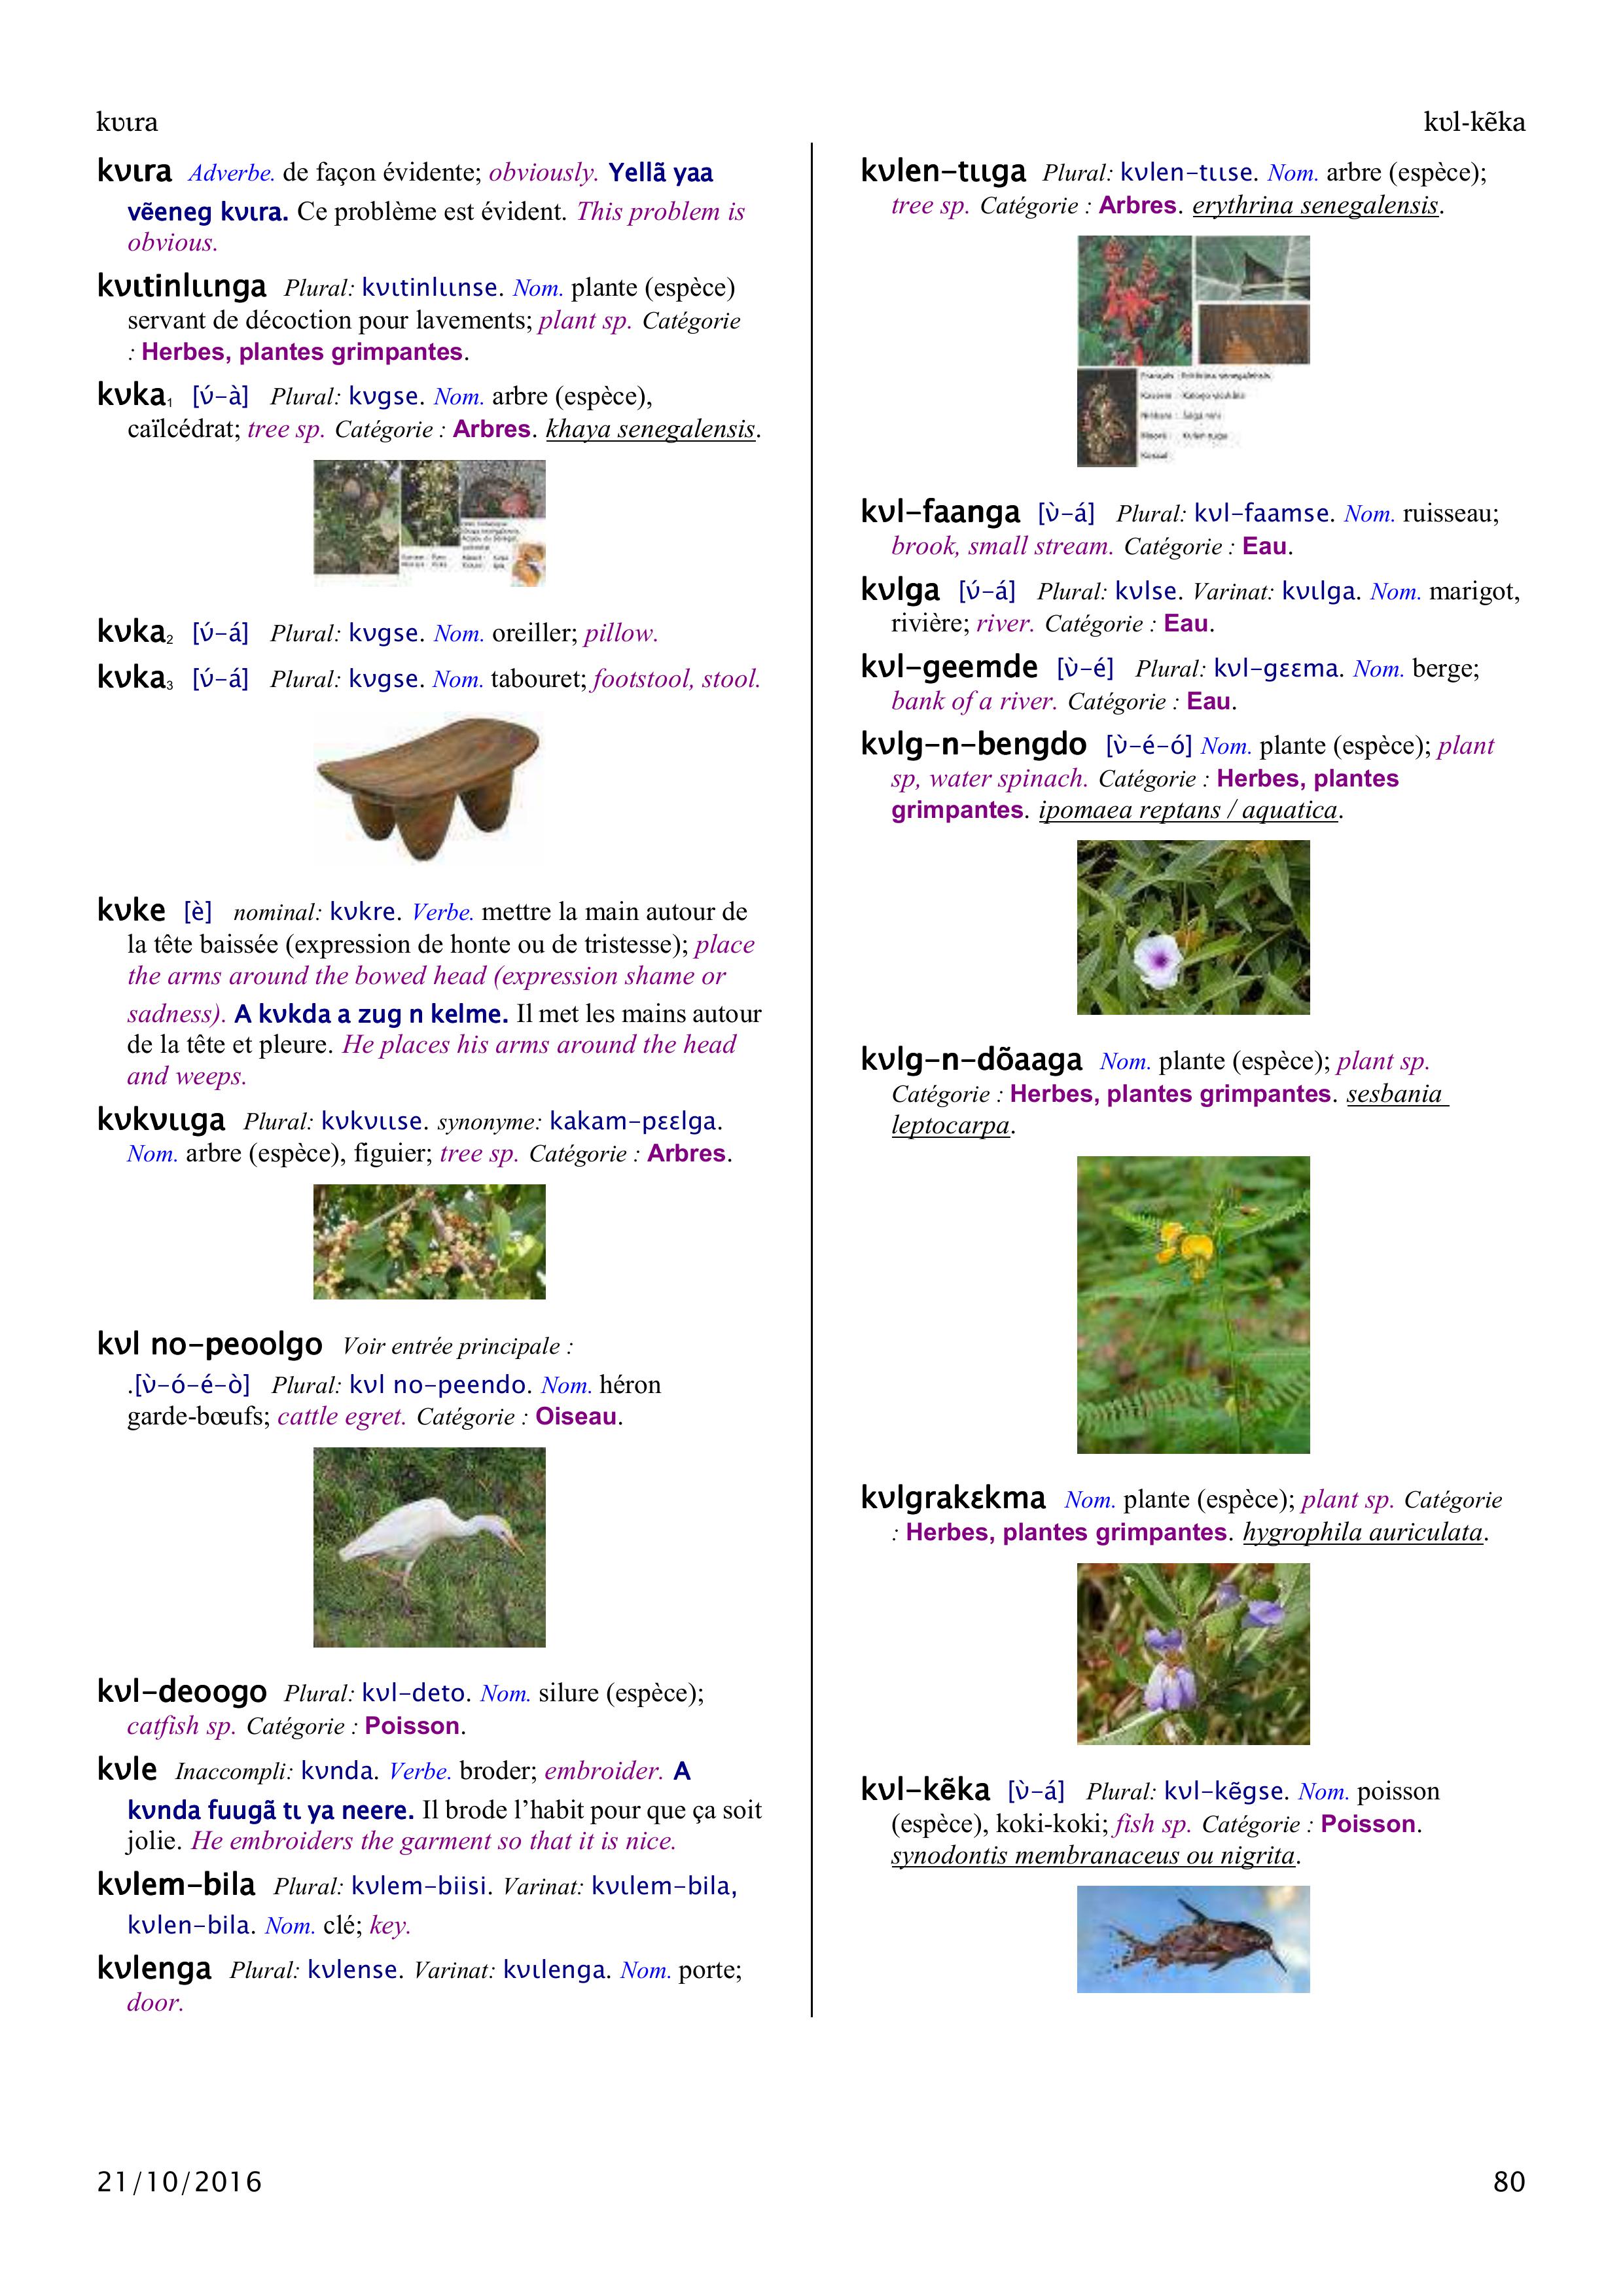 kʋɩra
kʋl-kẽka
kʋɩra Adverbe. de façon évidente; obviously. Yellã yaa
vẽeneg kʋɩra. Ce problème est évident. This problem is
obvious.
kʋɩtinlɩɩnga Plural: kʋɩtinlɩɩnse. Nom. plante (espèce)
servant de décoction pour lavements; plant sp. Catégorie
: Herbes, plantes grimpantes.
kʋka₁ [ʋ́-à] Plural: kʋgse. Nom. arbre (espèce),
caïlcédrat; tree sp. Catégorie : Arbres. khaya senegalensis.
kʋka₂ [ʋ́-á] Plural: kʋgse. Nom. oreiller; pillow.
kʋka₃ [ʋ́-á] Plural: kʋgse. Nom. tabouret; footstool, stool.
kʋke [è] nominal: kʋkre. Verbe. mettre la main autour de
la tête baissée (expression de honte ou de tristesse); place
the arms around the bowed head (expression shame or
sadness). A kʋkda a zug n kelme. Il met les mains autour
de la tête et pleure. He places his arms around the head
and weeps.
kʋkʋɩɩga Plural: kʋkʋɩɩse. synonyme: kakam-pɛɛlga.
Nom. arbre (espèce), figuier; tree sp. Catégorie : Arbres.
kʋl no-peoolgo Voir entrée principale :
.[ʋ̀-ó-é-ò] Plural: kʋl no-peendo. Nom. héron
garde-bœufs; cattle egret. Catégorie : Oiseau.
kʋl-deoogo Plural: kʋl-deto. Nom. silure (espèce);
catfish sp. Catégorie : Poisson.
kʋle Inaccompli: kʋnda. Verbe. broder; embroider. A
kʋnda fuugã tɩ ya neere. Il brode l'habit pour que ça soit
jolie. He embroiders the garment so that it is nice.
kʋlem-bila Plural: kʋlem-biisi. Varinat: kʋɩlem-bila,
kʋlen-bila. Nom. clé; key.
kʋlenga Plural: kʋlense. Varinat: kʋɩlenga. Nom. porte;
door.
kʋlen-tɩɩga Plural: kʋlen-tɩɩse. Nom. arbre (espèce);
tree sp. Catégorie : Arbres. erythrina senegalensis.
kʋl-faanga [ʋ̀-á] Plural: kʋl-faamse. Nom. ruisseau;
brook, small stream. Catégorie : Eau.
kʋlga [ʋ́-á] Plural: kʋlse. Varinat: kʋɩlga. Nom. marigot,
rivière; river. Catégorie : Eau.
kʋl-geemde [ʋ̀-é] Plural: kʋl-gɛɛma. Nom. berge;
bank of a river. Catégorie : Eau.
kʋlg-n-bengdo [ʋ̀-é-ó] Nom. plante (espèce); plant
sp, water spinach. Catégorie : Herbes, plantes
grimpantes. ipomaea reptans / aquatica.
kʋlg-n-dõaaga Nom. plante (espèce); plant sp.
Catégorie : Herbes, plantes grimpantes. sesbania
leptocarpa.
kʋlgrakɛkma Nom. plante (espèce); plant sp. Catégorie
: Herbes, plantes grimpantes. hygrophila auriculata.
kʋl-kẽka [ʋ̀-á] Plural: kʋl-kẽgse. Nom. poisson
(espèce), koki-koki; fish sp. Catégorie : Poisson.
synodontis membranaceus ou nigrita.
21/10/2016
80